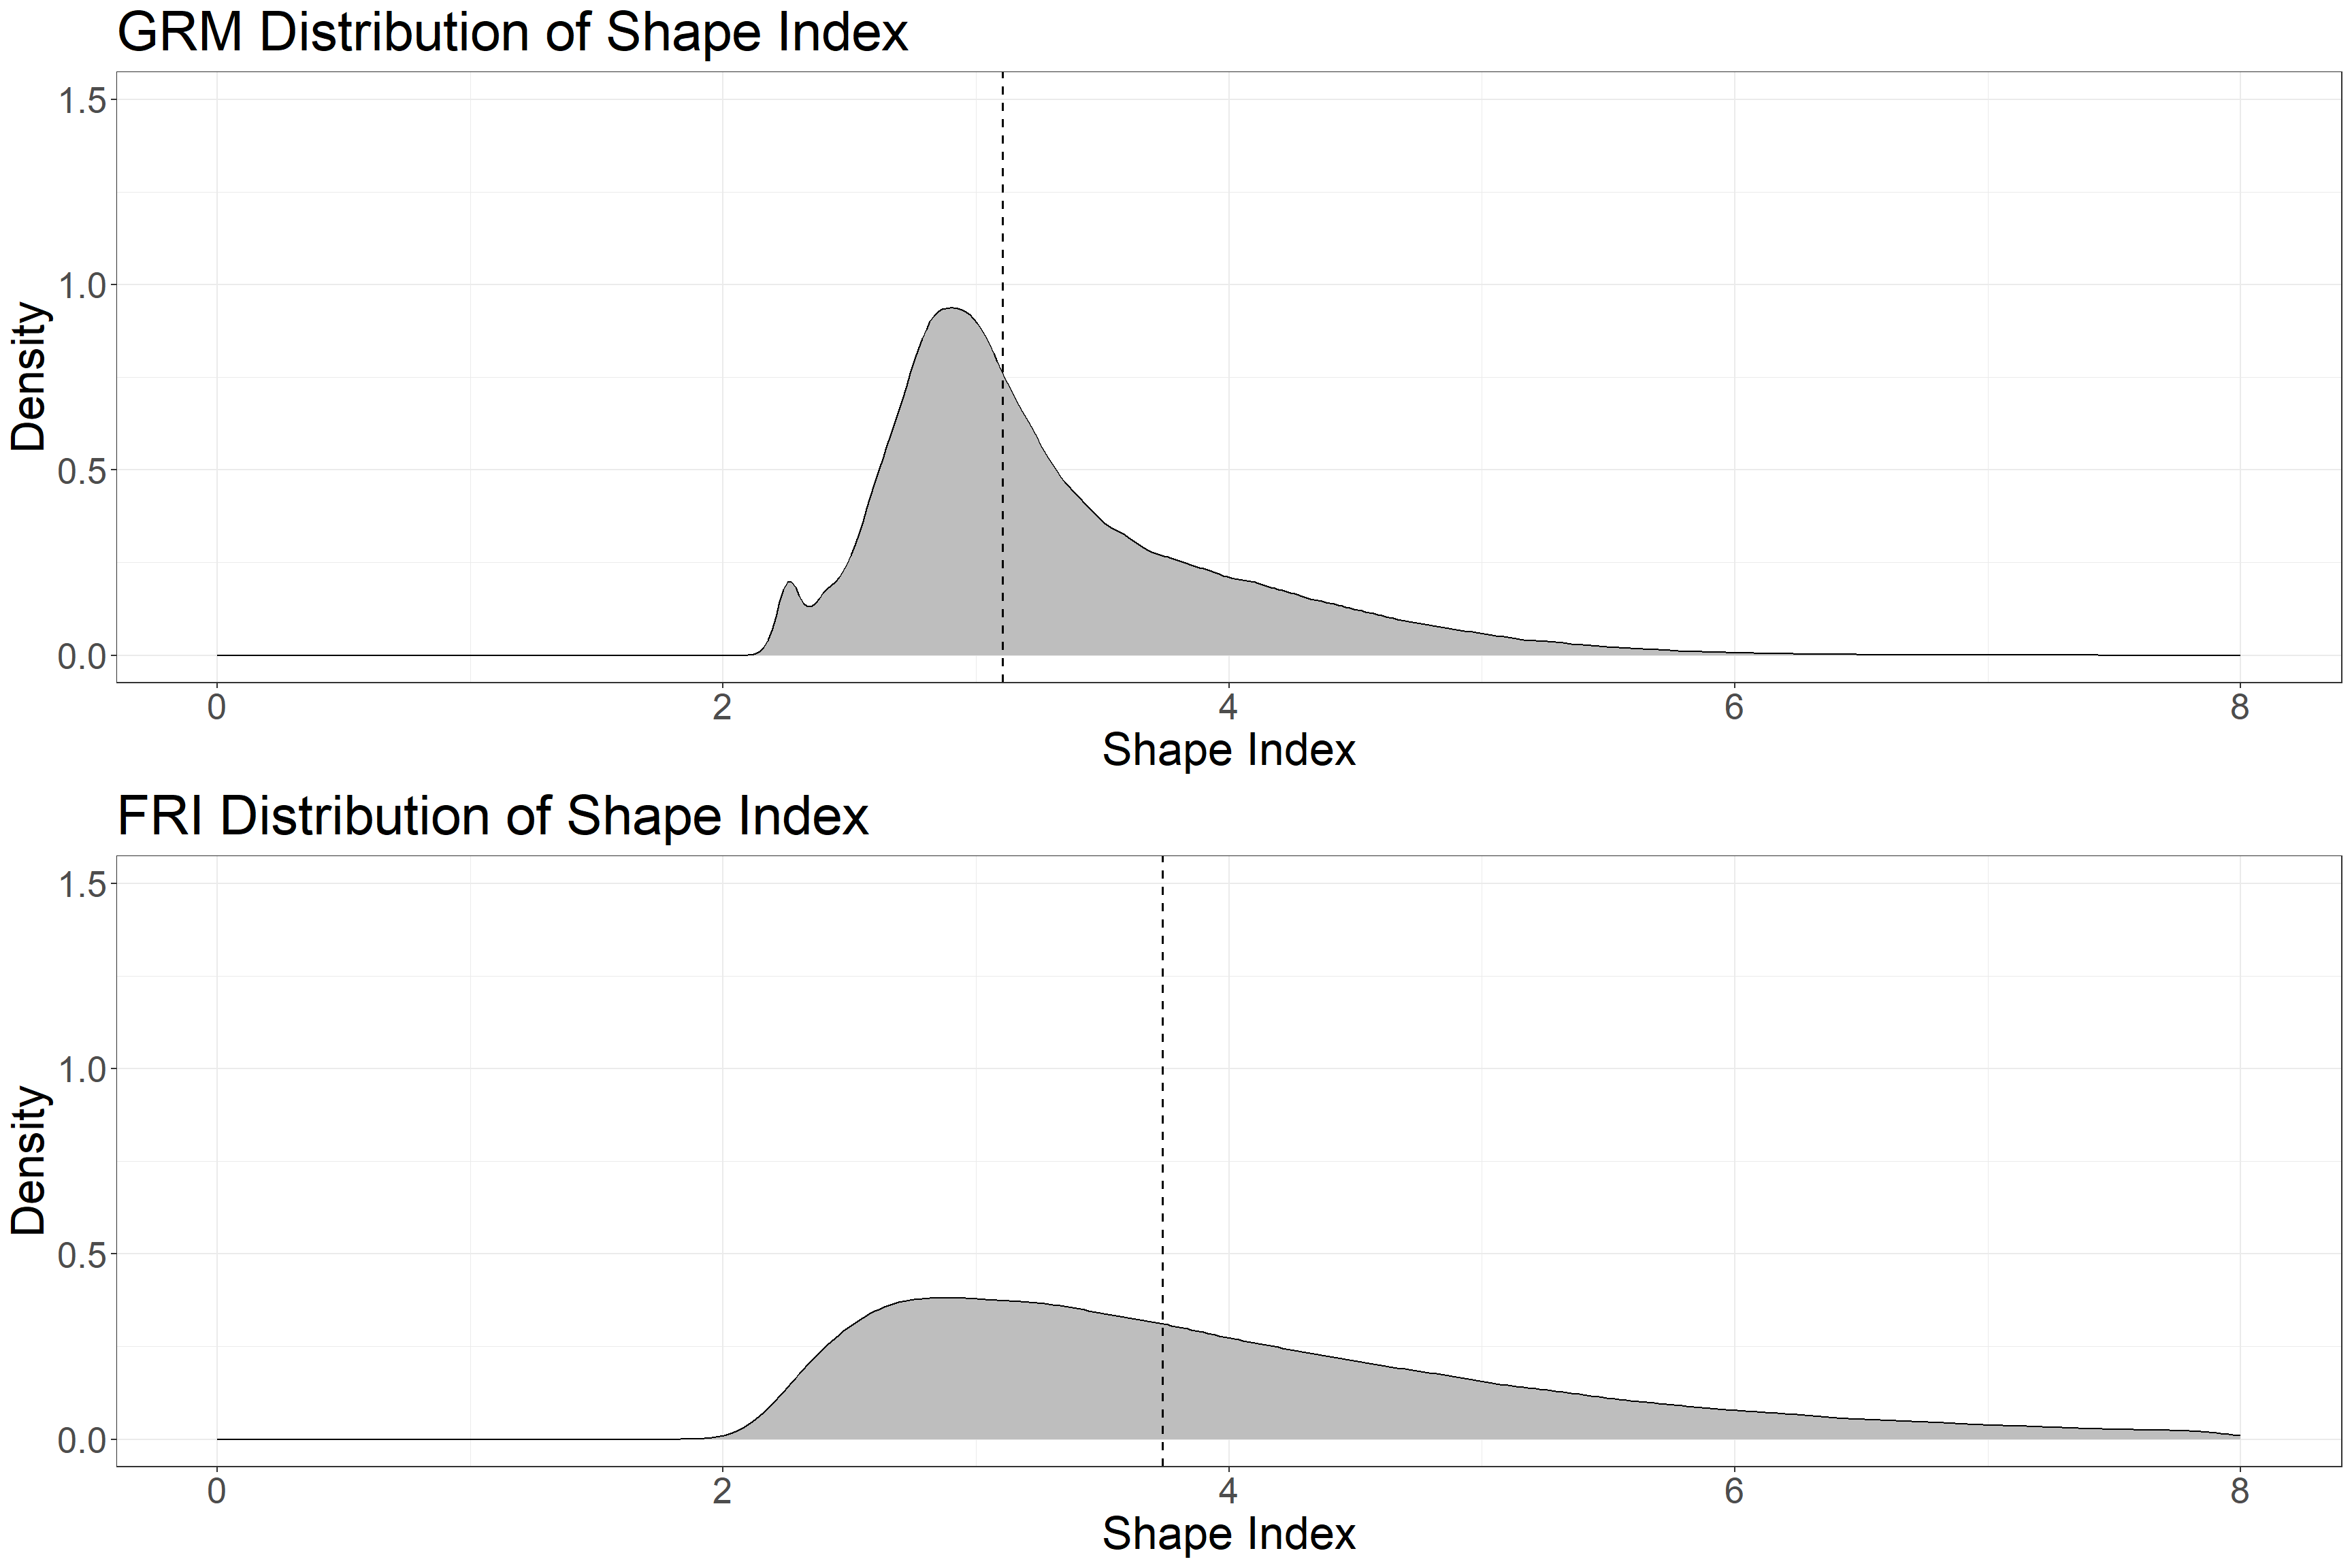 GRM Distribution of Shape Index
1.5
1.0
0.5
0.0
Density
0 2 4 6 8
Shape Index
FRI Distribution of Shape Index
1.5
1.0
0.5
0.0
Density
0 2 4 6 8
Shape Index